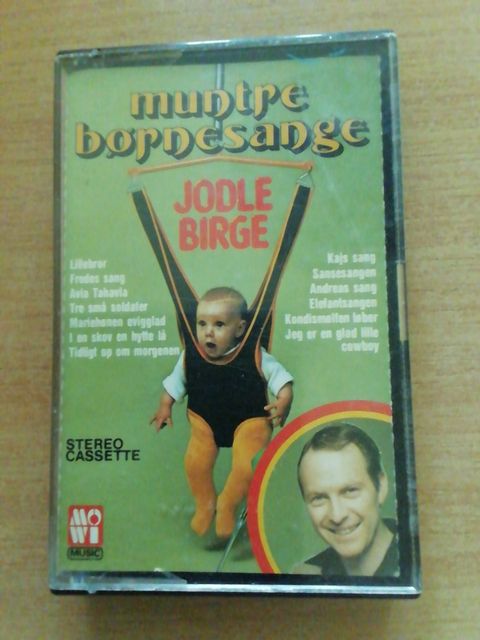 muntre
børnesange
JODLE
BIRGE
Lillebror
Fredes sang
Avia Tahavia
Tre små soldater
Mariehønen evigglad
I en skov en hytte lå
Tidligt op om morgenen
Kajs sang
Sansesangen
Andreas sang
Elefantsangen
Kondismølfen løber
Jeg er en glad lille
cowboy
STEREO
CASSETTE
MOWI
MUSIC